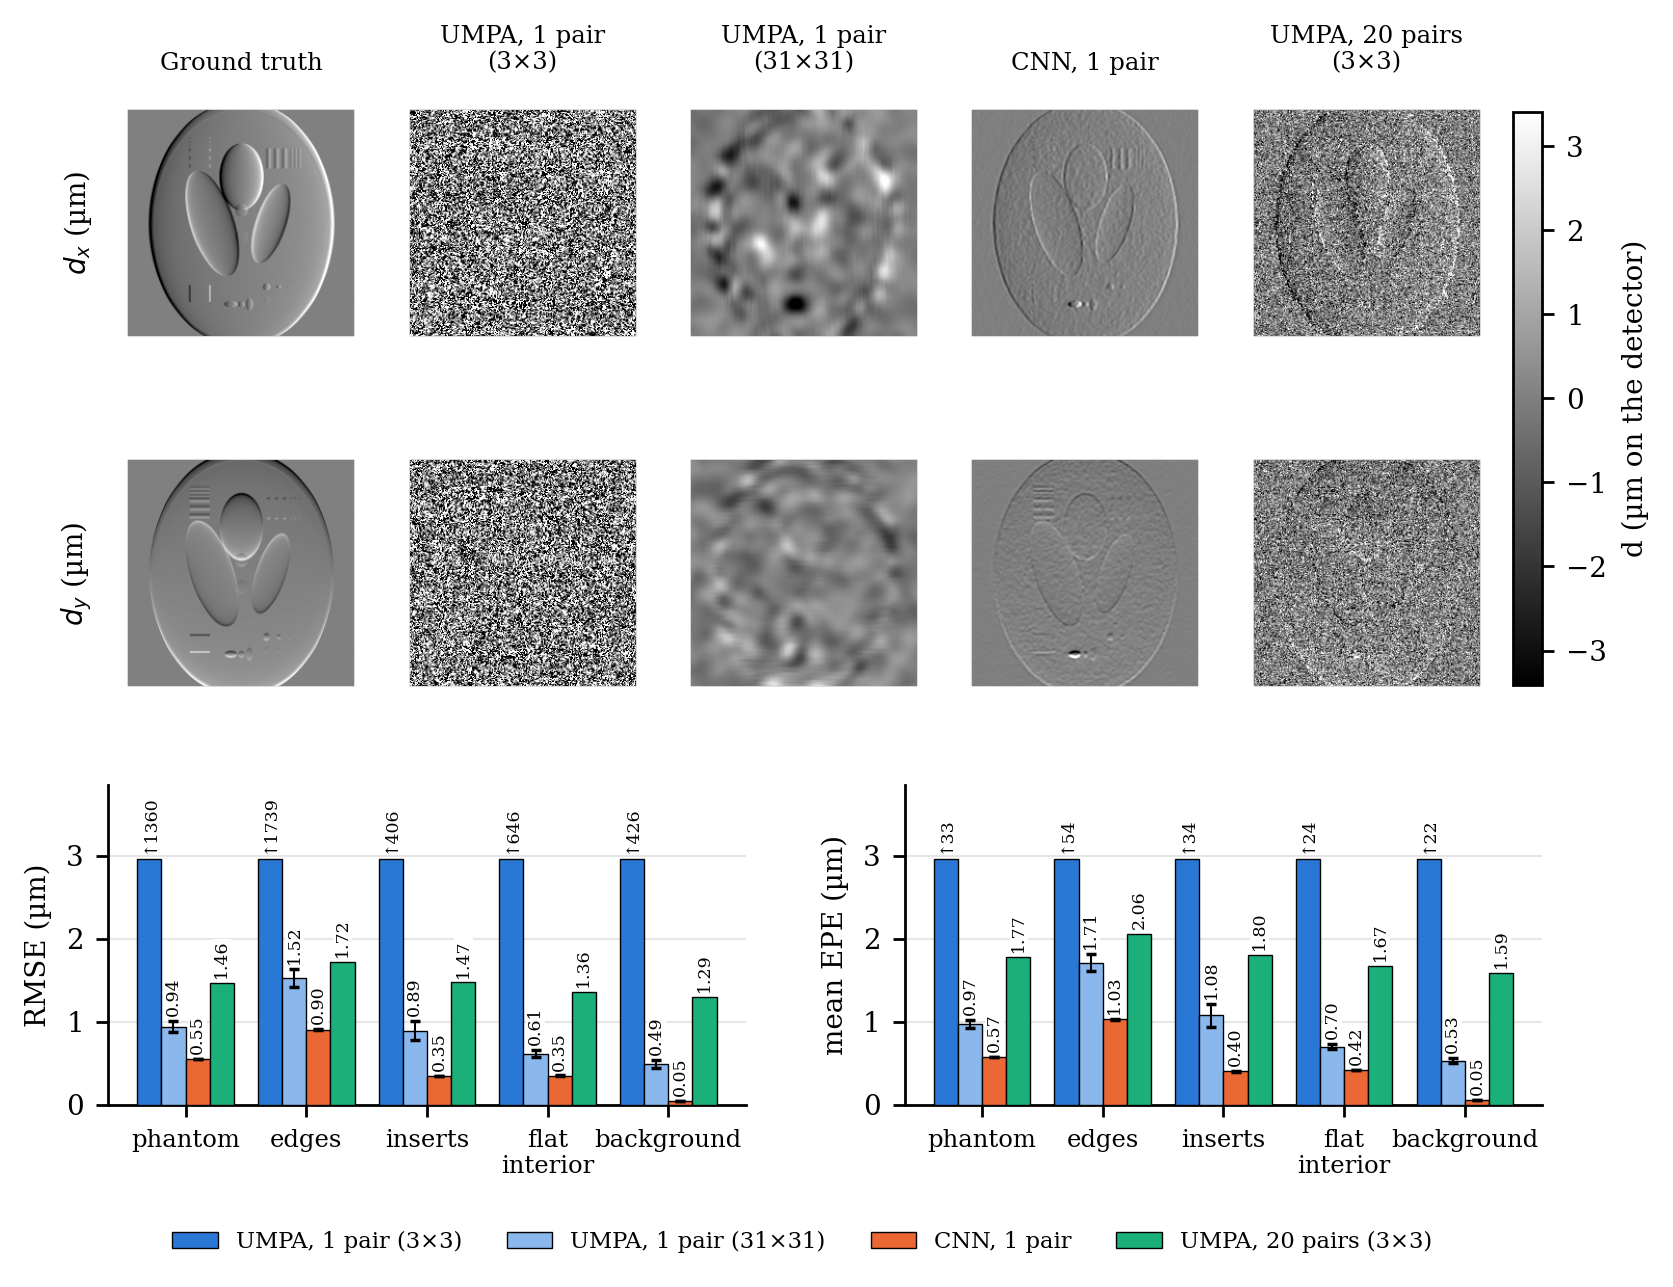 UMPA, 1 pair
(3×3)
UMPA, 1 pair
(31×31)
UMPA, 20 pairs
(3×3)
Ground truth
CNN, 1 pair
d_x (µm)
d_y (µm)
3
2
1
0
−1
−2
−3
d (µm on the detector)
RMSE (µm)
3
2
1
0
↑1360
0.94
0.55
1.46
↑1739
1.52
0.90
1.72
↑406
0.89
0.35
1.47
↑646
0.61
0.35
1.36
↑426
0.49
0.05
1.29
phantom
edges
inserts
flat
interior
background
mean EPE (µm)
3
2
1
0
↑33
0.97
0.57
1.77
↑54
1.71
1.03
2.06
↑34
1.08
0.40
1.80
↑24
0.70
0.42
1.67
↑22
0.53
0.05
1.59
phantom
edges
inserts
flat
interior
background
UMPA, 1 pair (3×3)
UMPA, 1 pair (31×31)
CNN, 1 pair
UMPA, 20 pairs (3×3)